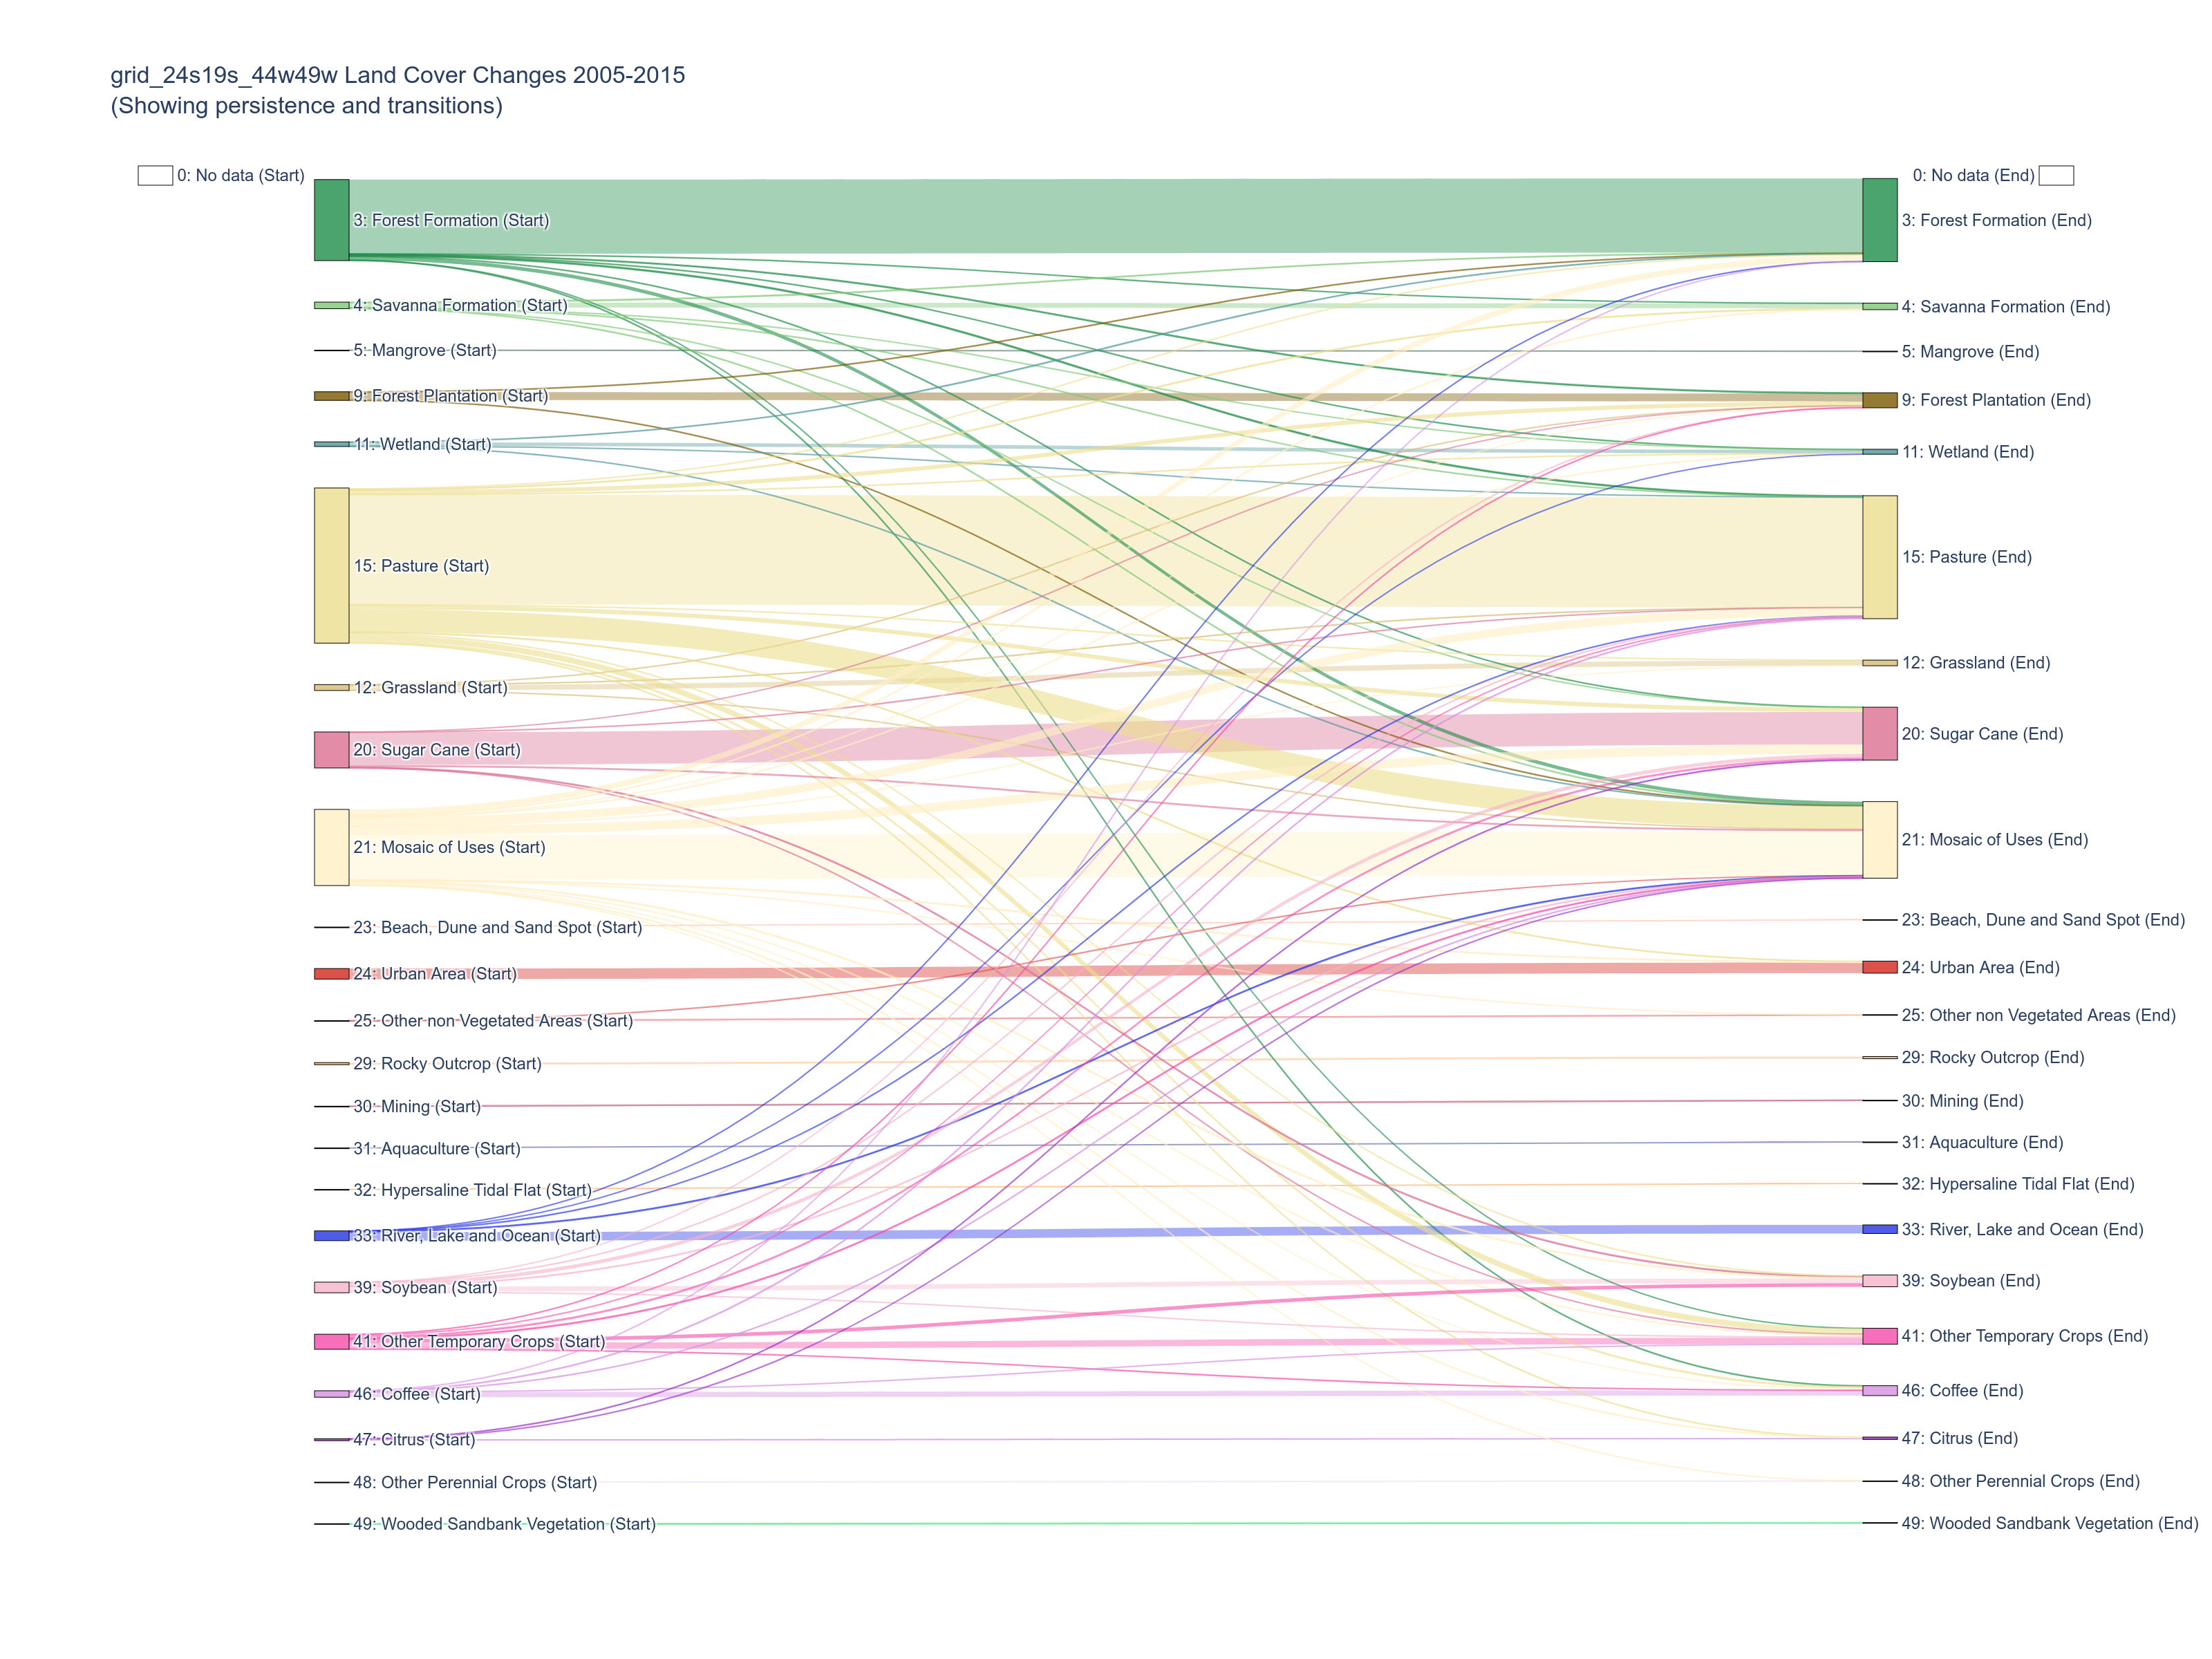 grid_24s19s_44w49w Land Cover Changes 2005-2015
(Showing persistence and transitions)
0: No data (Start)
0: No data (End)
3: Forest Formation (Start)
3: Forest Formation (End)
4: Savanna Formation (Start)
4: Savanna Formation (End)
5: Mangrove (Start)
5: Mangrove (End)
9: Forest Plantation (Start)
9: Forest Plantation (End)
11: Wetland (Start)
11: Wetland (End)
15: Pasture (Start)
15: Pasture (End)
12: Grassland (Start)
12: Grassland (End)
20: Sugar Cane (Start)
20: Sugar Cane (End)
21: Mosaic of Uses (Start)
21: Mosaic of Uses (End)
23: Beach, Dune and Sand Spot (Start)
23: Beach, Dune and Sand Spot (End)
24: Urban Area (Start)
24: Urban Area (End)
25: Other non Vegetated Areas (Start)
25: Other non Vegetated Areas (End)
29: Rocky Outcrop (Start)
29: Rocky Outcrop (End)
30: Mining (Start)
30: Mining (End)
31: Aquaculture (Start)
31: Aquaculture (End)
32: Hypersaline Tidal Flat (Start)
32: Hypersaline Tidal Flat (End)
33: River, Lake and Ocean (Start)
33: River, Lake and Ocean (End)
39: Soybean (Start)
39: Soybean (End)
41: Other Temporary Crops (Start)
41: Other Temporary Crops (End)
46: Coffee (Start)
46: Coffee (End)
47: Citrus (Start)
47: Citrus (End)
48: Other Perennial Crops (Start)
48: Other Perennial Crops (End)
49: Wooded Sandbank Vegetation (Start)
49: Wooded Sandbank Vegetation (End)